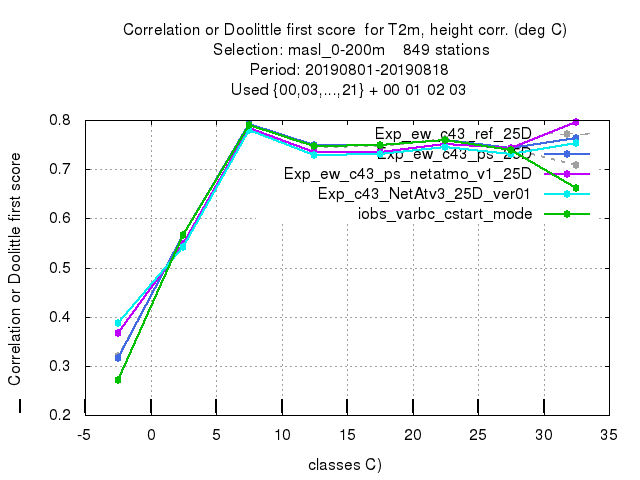 Correlation or Doolittle first score  for T2m, height corr. (deg C)
Selection: masl_0-200m    849 stations
Period: 20190801-20190818
Used {00,03,...,21} + 00 01 02 03
Correlation or Doolittle first score
0.8
0.7
0.6
0.5
0.4
0.3
0.2
Exp_ew_c43_ref_25D
Exp_ew_c43_ps_25D
Exp_ew_c43_ps_netatmo_v1_25D
Exp_c43_NetAtv3_25D_ver01
iobs_varbc_cstart_mode
-5 0 5 10 15 20 25 30 35
classes C)